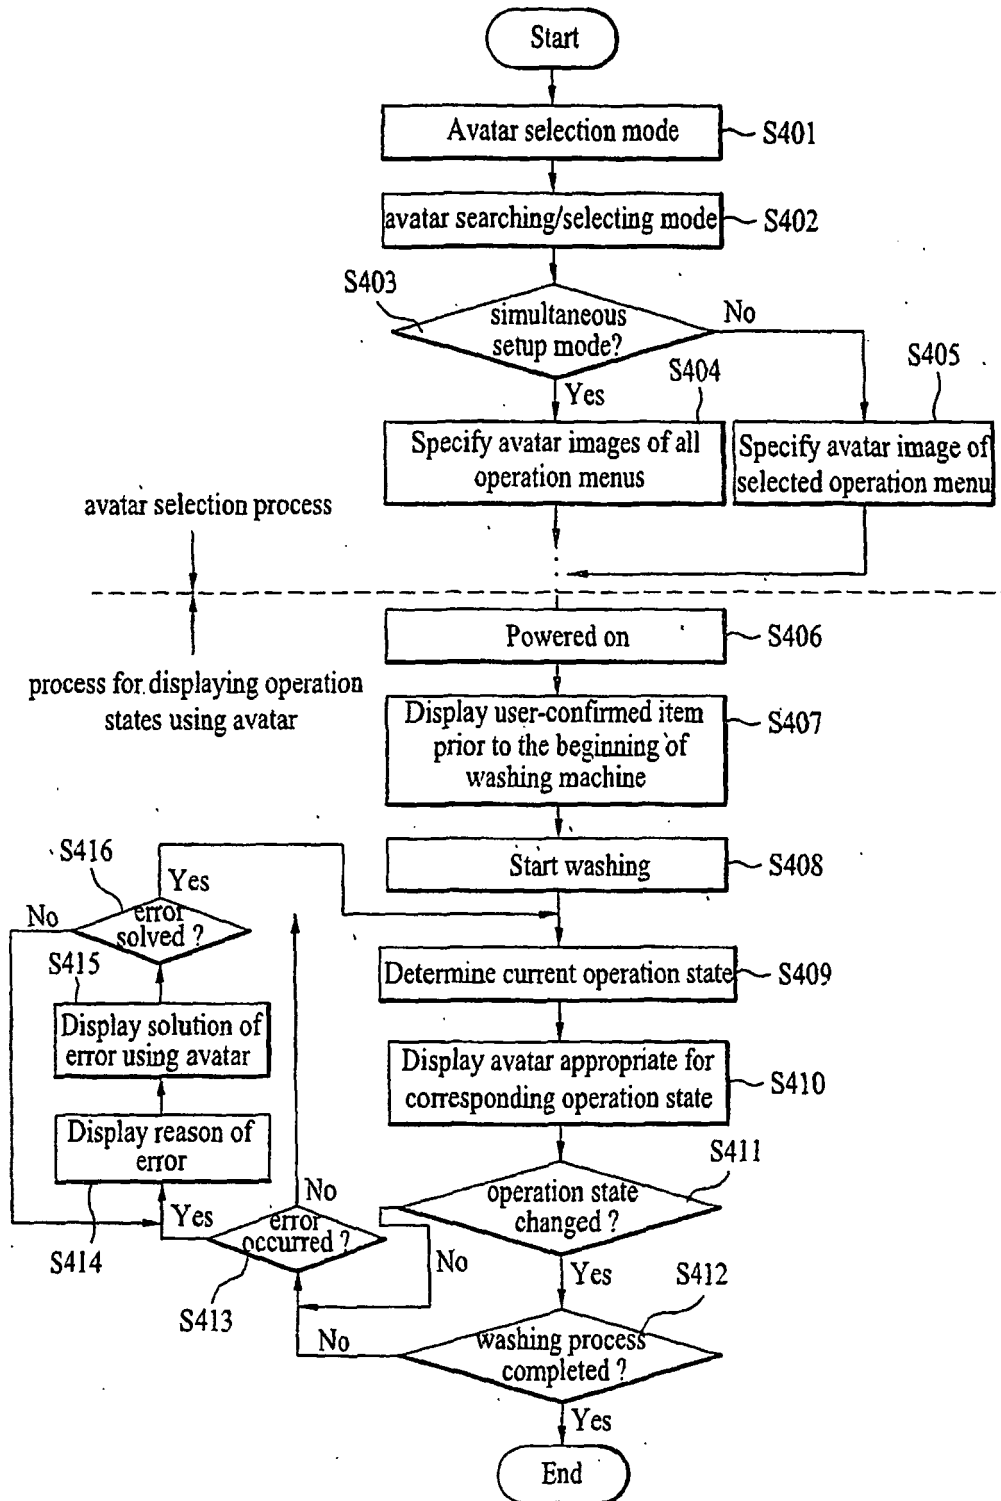 Start
Avatar selection mode
S401
avatar searching/selecting mode
S402
S403
simultaneous
setup mode?
No
Yes
S404
S405
Specify avatar images of all
operation menus
Specify avatar image of
selected operation menu
avatar selection process
process for displaying operation
states using avatar
Powered on
S406
Display user-confirmed item
prior to the beginning of
washing machine
S407
Start washing
S408
S416
Yes
No
error
solved ?
S415
Display solution of
error using avatar
Display reason of
error
S414
Yes
No
error
occurred ?
S413
Determine current operation state
S409
Display avatar appropriate for
corresponding operation state
S410
S411
operation state
changed ?
No
Yes
S412
washing process
completed ?
No
Yes
End